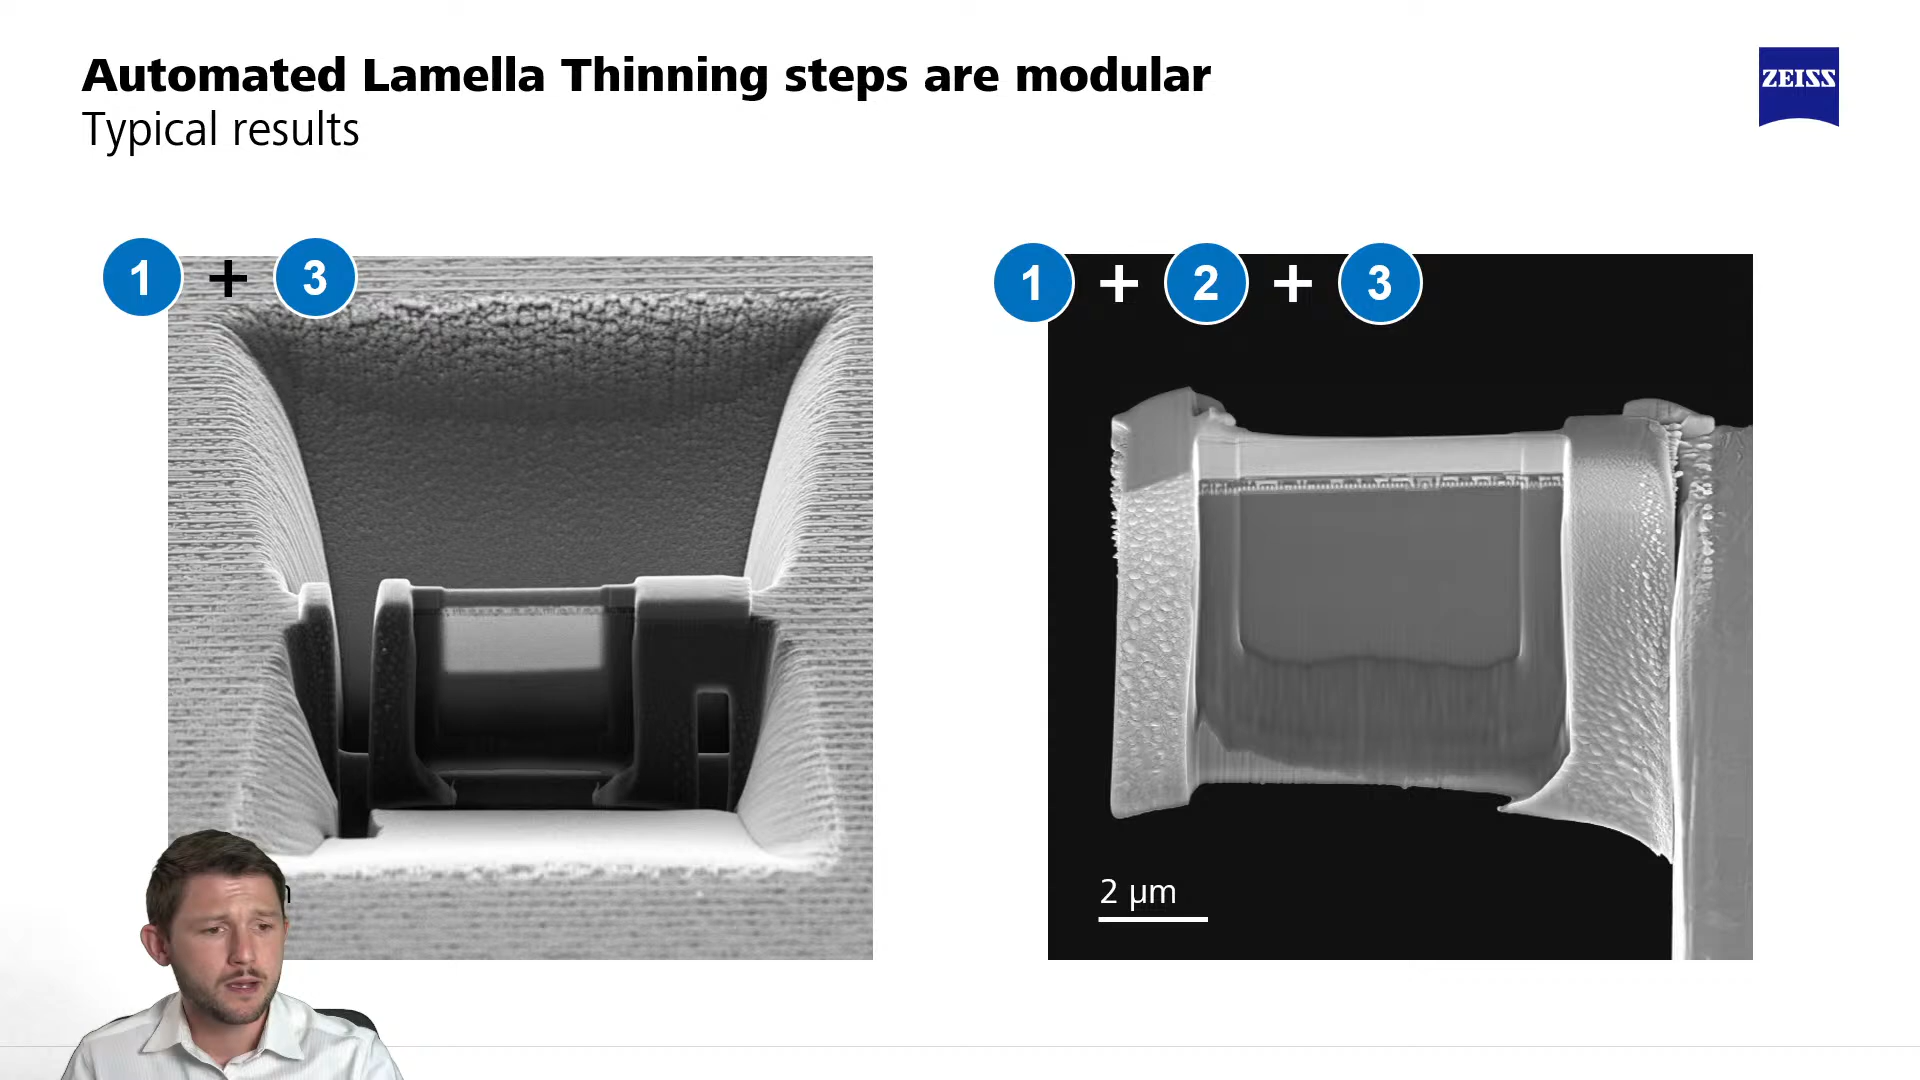 Automated Lamella Thinning steps are modular
Typical results
ZEISS
1 + 3
1 + 2 + 3
2 µm